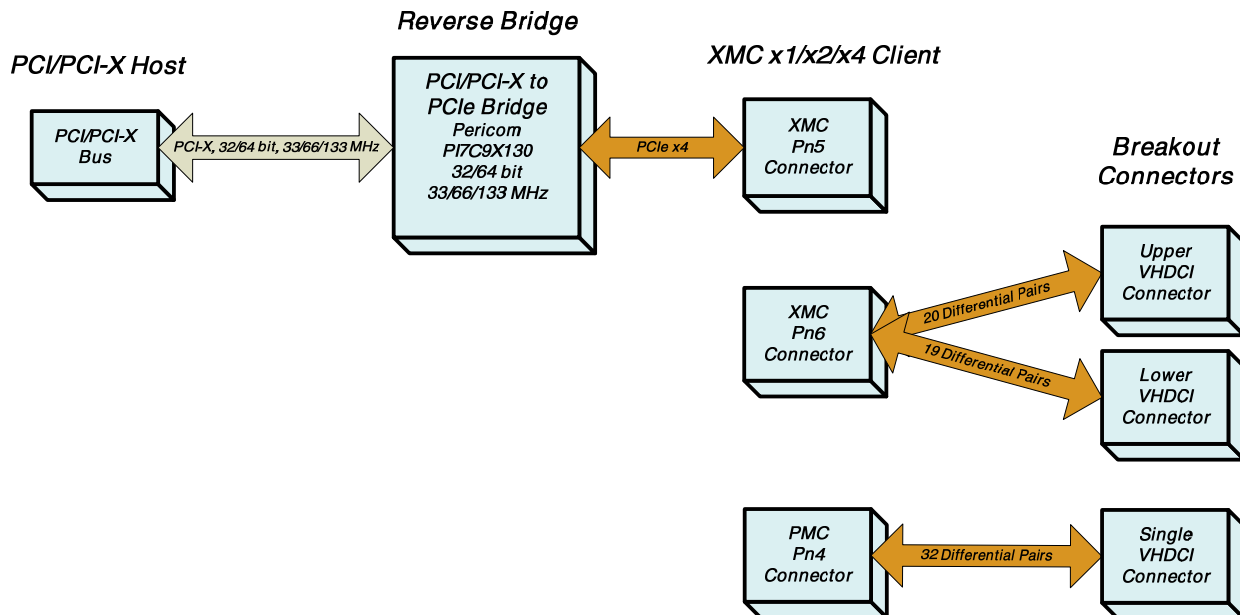 Reverse Bridge
PCI/PCI-X Host
XMC x1/x2/x4 Client
PCI/PCI-X
Bus
PCI-X, 32/64 bit, 33/66/133 MHz
PCI/PCI-X to
PCIe Bridge
Pericom
PI7C9X130
32/64 bit
33/66/133 MHz
PCIe x4
XMC
Pn5
Connector
Breakout
Connectors
XMC
Pn6
Connector
20 Differential Pairs
19 Differential Pairs
Upper
VHDCI
Connector
Lower
VHDCI
Connector
PMC
Pn4
Connector
32 Differential Pairs
Single
VHDCI
Connector